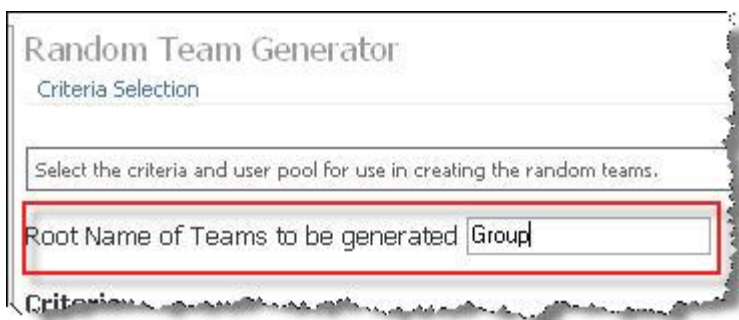 Random Team Generator
Criteria Selection
Select the criteria and user pool for use in creating the random teams.
Root Name of Teams to be generated Group
Criteria